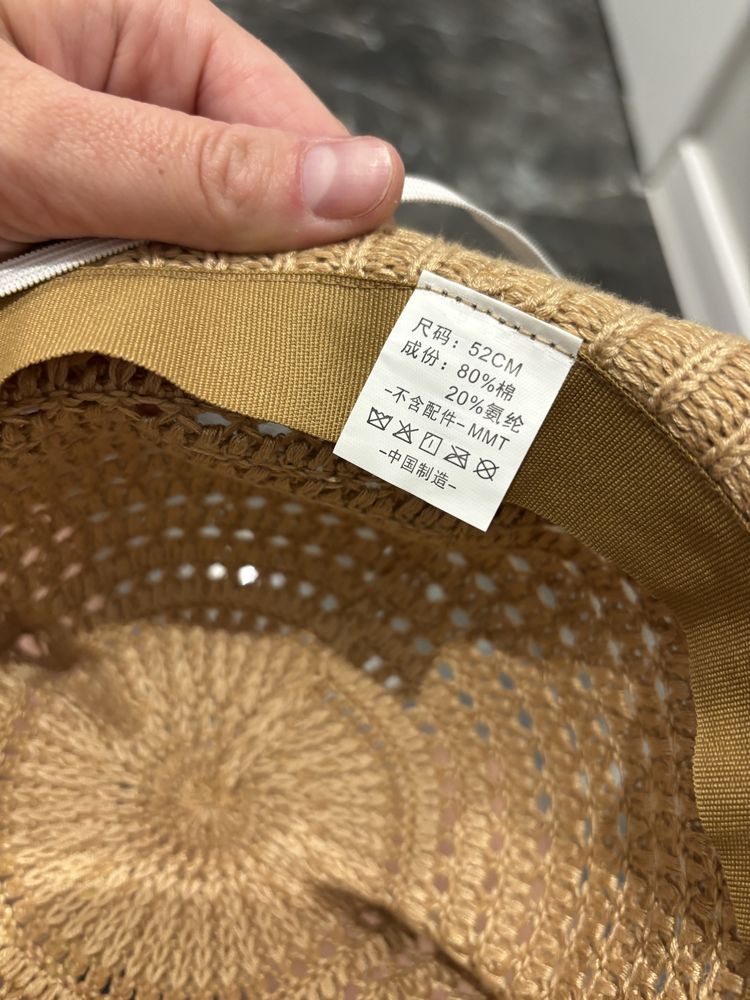 尺码：52CM
成份：80%棉
20%氨纶
-不含配件-MMT
-中国制造-